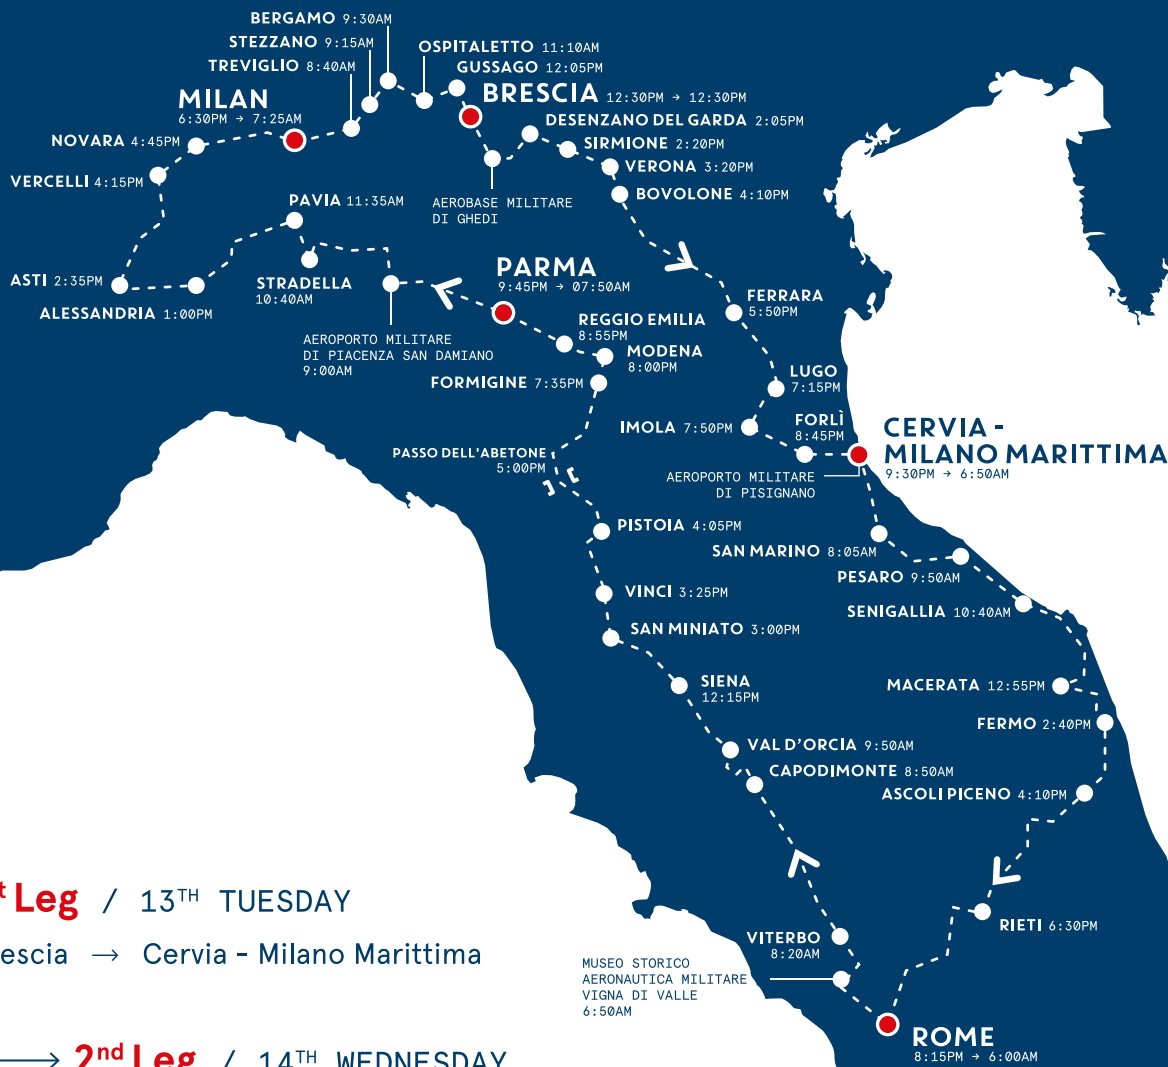 BERGAMO 9:30AM
STEZZANO 9:15AM
OSPITALETTO 11:10AM
TREVIGLIO 8:40AM
GUSSAGO 12:05PM
MILAN
6:30PM → 7:25AM
BRESCIA 12:30PM → 12:30PM
NOVARA 4:45PM
DESENZANO DEL GARDA 2:05PM
SIRMIONE 2:20PM
VERCELLI 4:15PM
VERONA 3:20PM
BOVOLONE 4:10PM
PAVIA 11:35AM
AEROBASE MILITARE
DI GHEDI
ASTI 2:35PM
STRADELLA
10:40AM
PARMA
9:45PM → 07:50AM
ALESSANDRIA 1:00PM
FERRARA
5:50PM
AEROPORTO MILITARE
DI PIACENZA SAN DAMIANO
9:00AM
REGGIO EMILIA
8:55PM
MODENA
8:00PM
FORMIGINE 7:35PM
LUGO
7:15PM
IMOLA 7:50PM
FORLÌ
8:45PM
CERVIA -
MILANO MARITTIMA
9:30PM → 6:50AM
PASSO DELL'ABETONE
5:00PM
AEROPORTO MILITARE
DI PISIGNANO
PISTOIA 4:05PM
SAN MARINO 8:05AM
PESARO 9:50AM
VINCI 3:25PM
SENIGALLIA 10:40AM
SAN MINIATO 3:00PM
SIENA
12:15PM
MACERATA 12:55PM
FERMO 2:40PM
VAL D'ORCIA 9:50AM
CAPODIMONTE 8:50AM
ASCOLI PICENO 4:10PM
RIETI 6:30PM
VITERBO
8:20AM
MUSEO STORICO
AERONAUTICA MILITARE
VIGNA DI VALLE
6:50AM
ROME
8:15PM → 6:00AM
t Leg / 13TH TUESDAY
escia → Cervia - Milano Marittima
→ 2nd Leg / 14TH WEDNESDAY